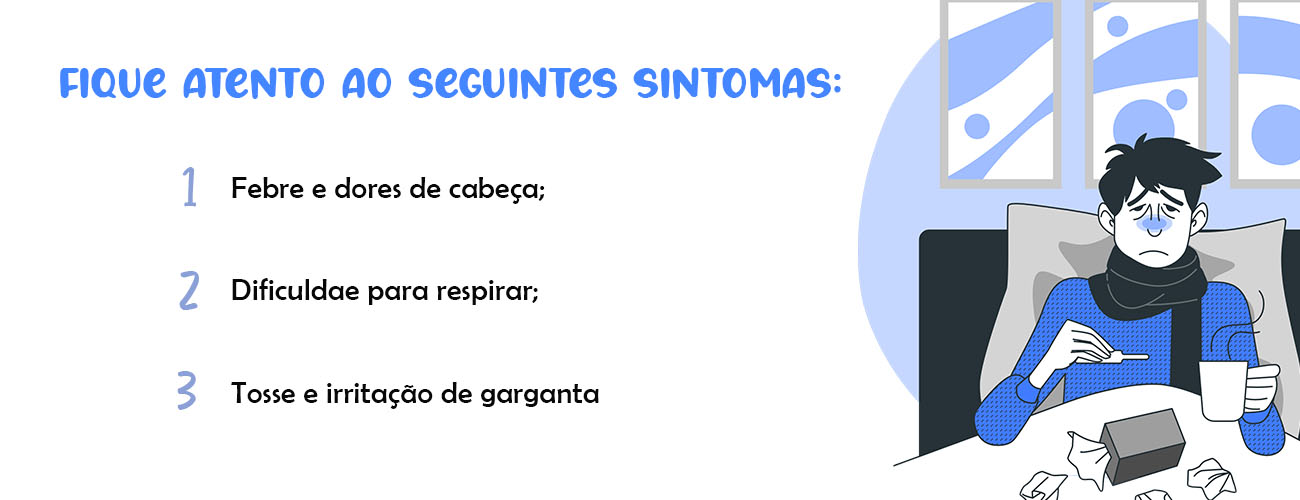 FIQUE ATENTO AO SEGUINTES SINTOMAS:
1 Febre e dores de cabeça;
2 Dificuldae para respirar;
3 Tosse e irritação de garganta